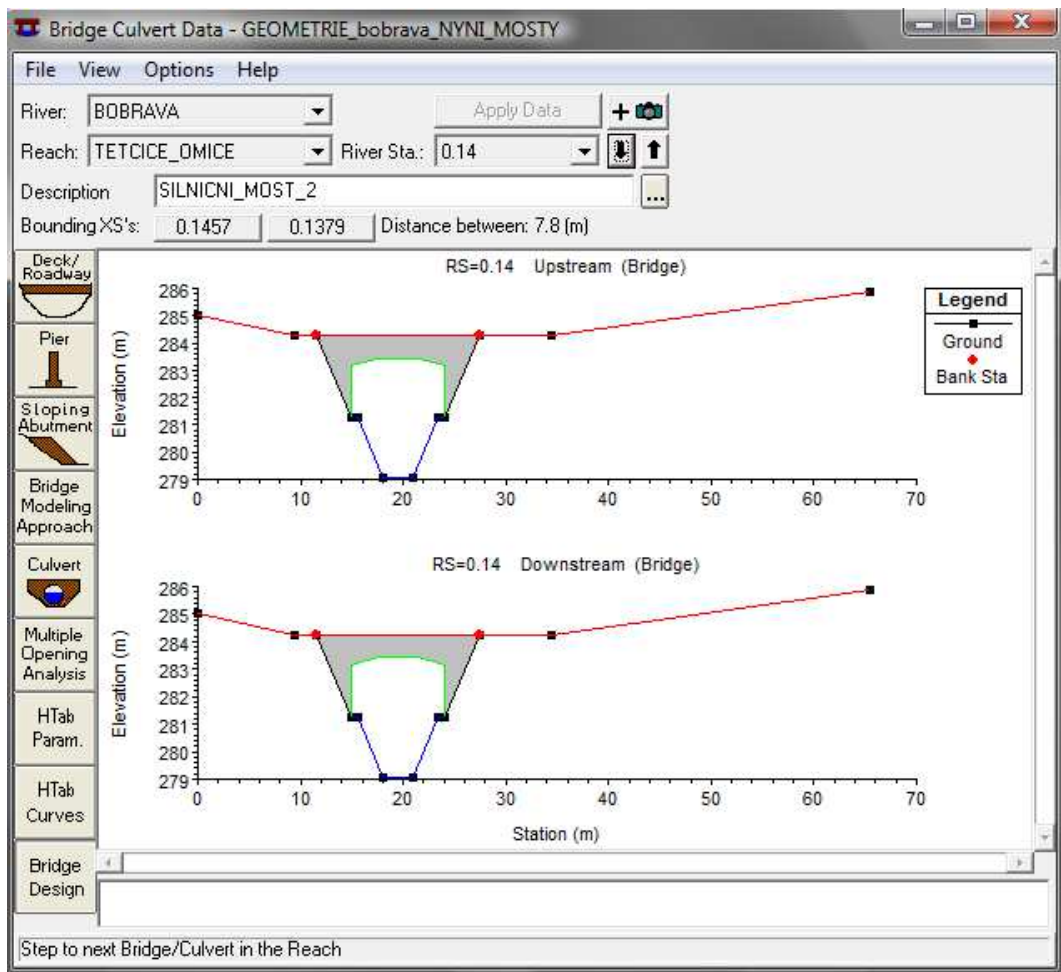 Bridge Culvert Data - GEOMETRIE_bobrava_NYNI_MOSTY
File View Options Help
River: BOBRAVA Apply Data +
Reach: TETCICE_OMICE River Sta.: 0.14
Description SILNICNI_MOST_2 ...
Bounding XS's: 0.1457 0.1379 Distance between: 7.8 (m)
Deck/
Roadway
Pier
Sloping
Abutment
Bridge
Modeling
Approach
Culvert
Multiple
Opening
Analysis
HTab
Param.
HTab
Curves
Bridge
Design
RS=0.14 Upstream (Bridge)
Elevation (m)
286
285
284
283
282
281
280
279
0 10 20 30 40 50 60 70
Legend
Ground
Bank Sta
RS=0.14 Downstream (Bridge)
Elevation (m)
286
285
284
283
282
281
280
279
0 10 20 30 40 50 60 70
Station (m)
Step to next Bridge/Culvert in the Reach